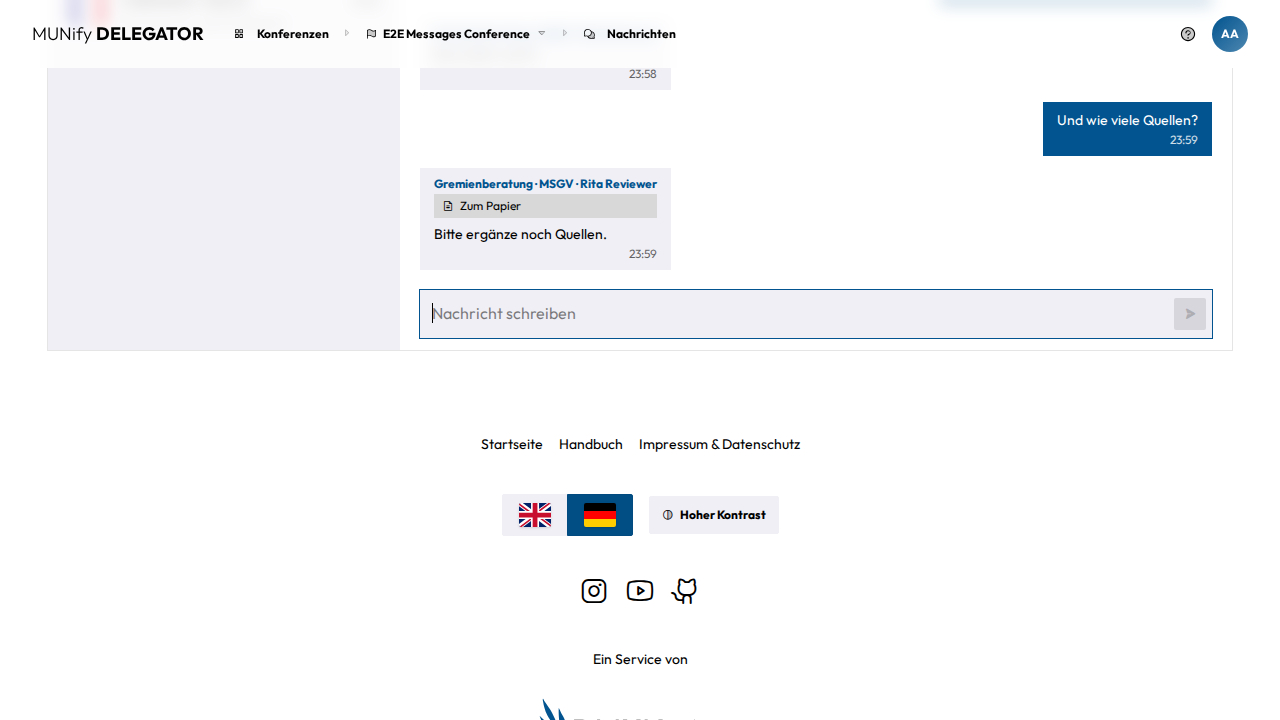 MUNify DELEGATOR
Konferenzen
E2E Messages Conference
Nachrichten
AA
23:58
Und wie viele Quellen?
23:59
Gremienberatung · MSGV · Rita Reviewer
Zum Papier
Bitte ergänze noch Quellen.
23:59
Nachricht schreiben
Startseite
Handbuch
Impressum & Datenschutz
Hoher Kontrast
Ein Service von